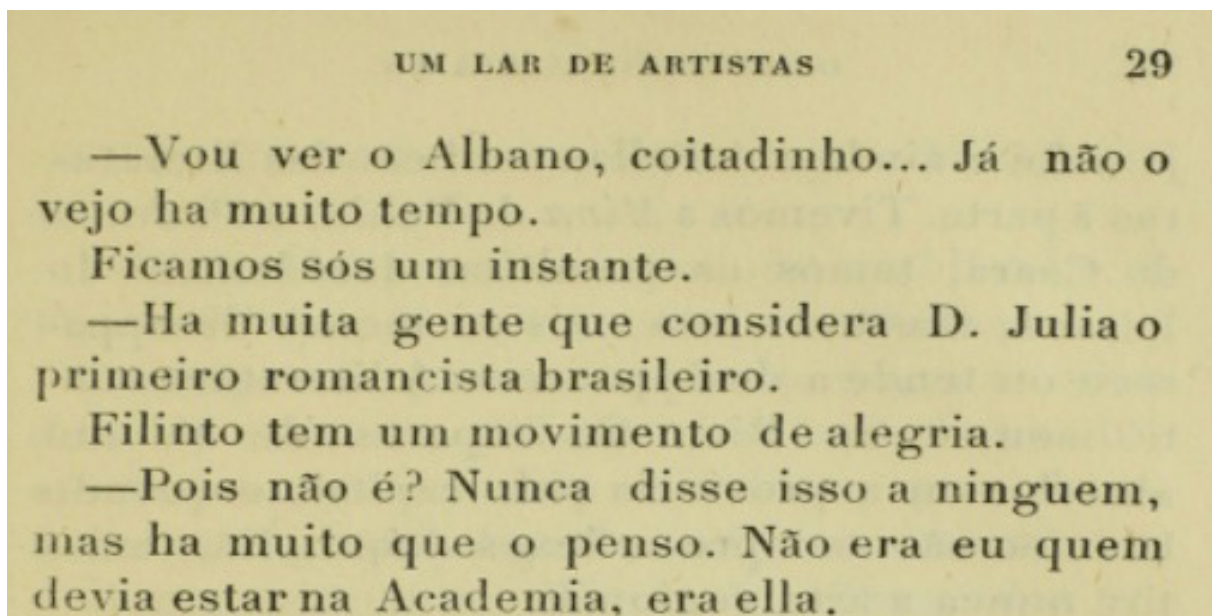 UM LAR DE ARTISTAS 29
—Vou ver o Albano, coitadinho... Já não o
vejo ha muito tempo.
Ficamos sós um instante.
—Ha muita gente que considera D. Julia o
primeiro romancista brasileiro.
Filinto tem um movimento de alegria.
—Pois não é? Nunca disse isso a ninguem,
mas ha muito que o penso. Não era eu quem
devia estar na Academia, era ella.